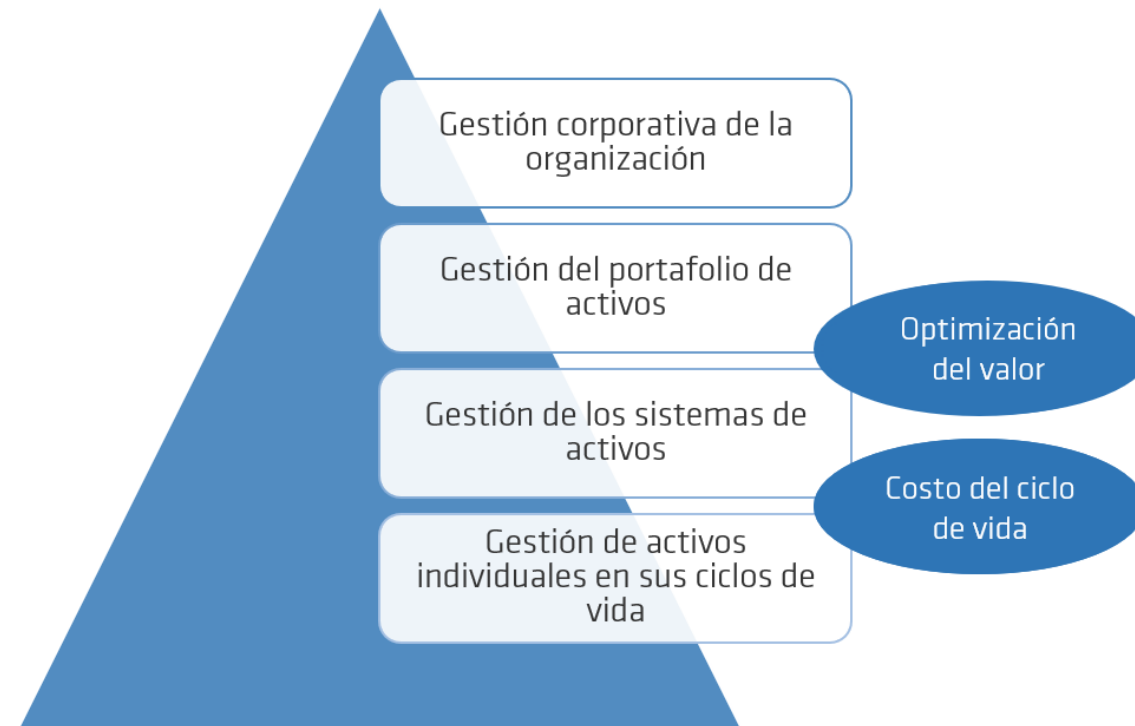 Gestión corporativa de la
organización
Gestión del portafolio de
activos
Optimización
del valor
Gestión de los sistemas de
activos
Costo del ciclo
de vida
Gestión de activos
individuales en sus ciclos de
vida